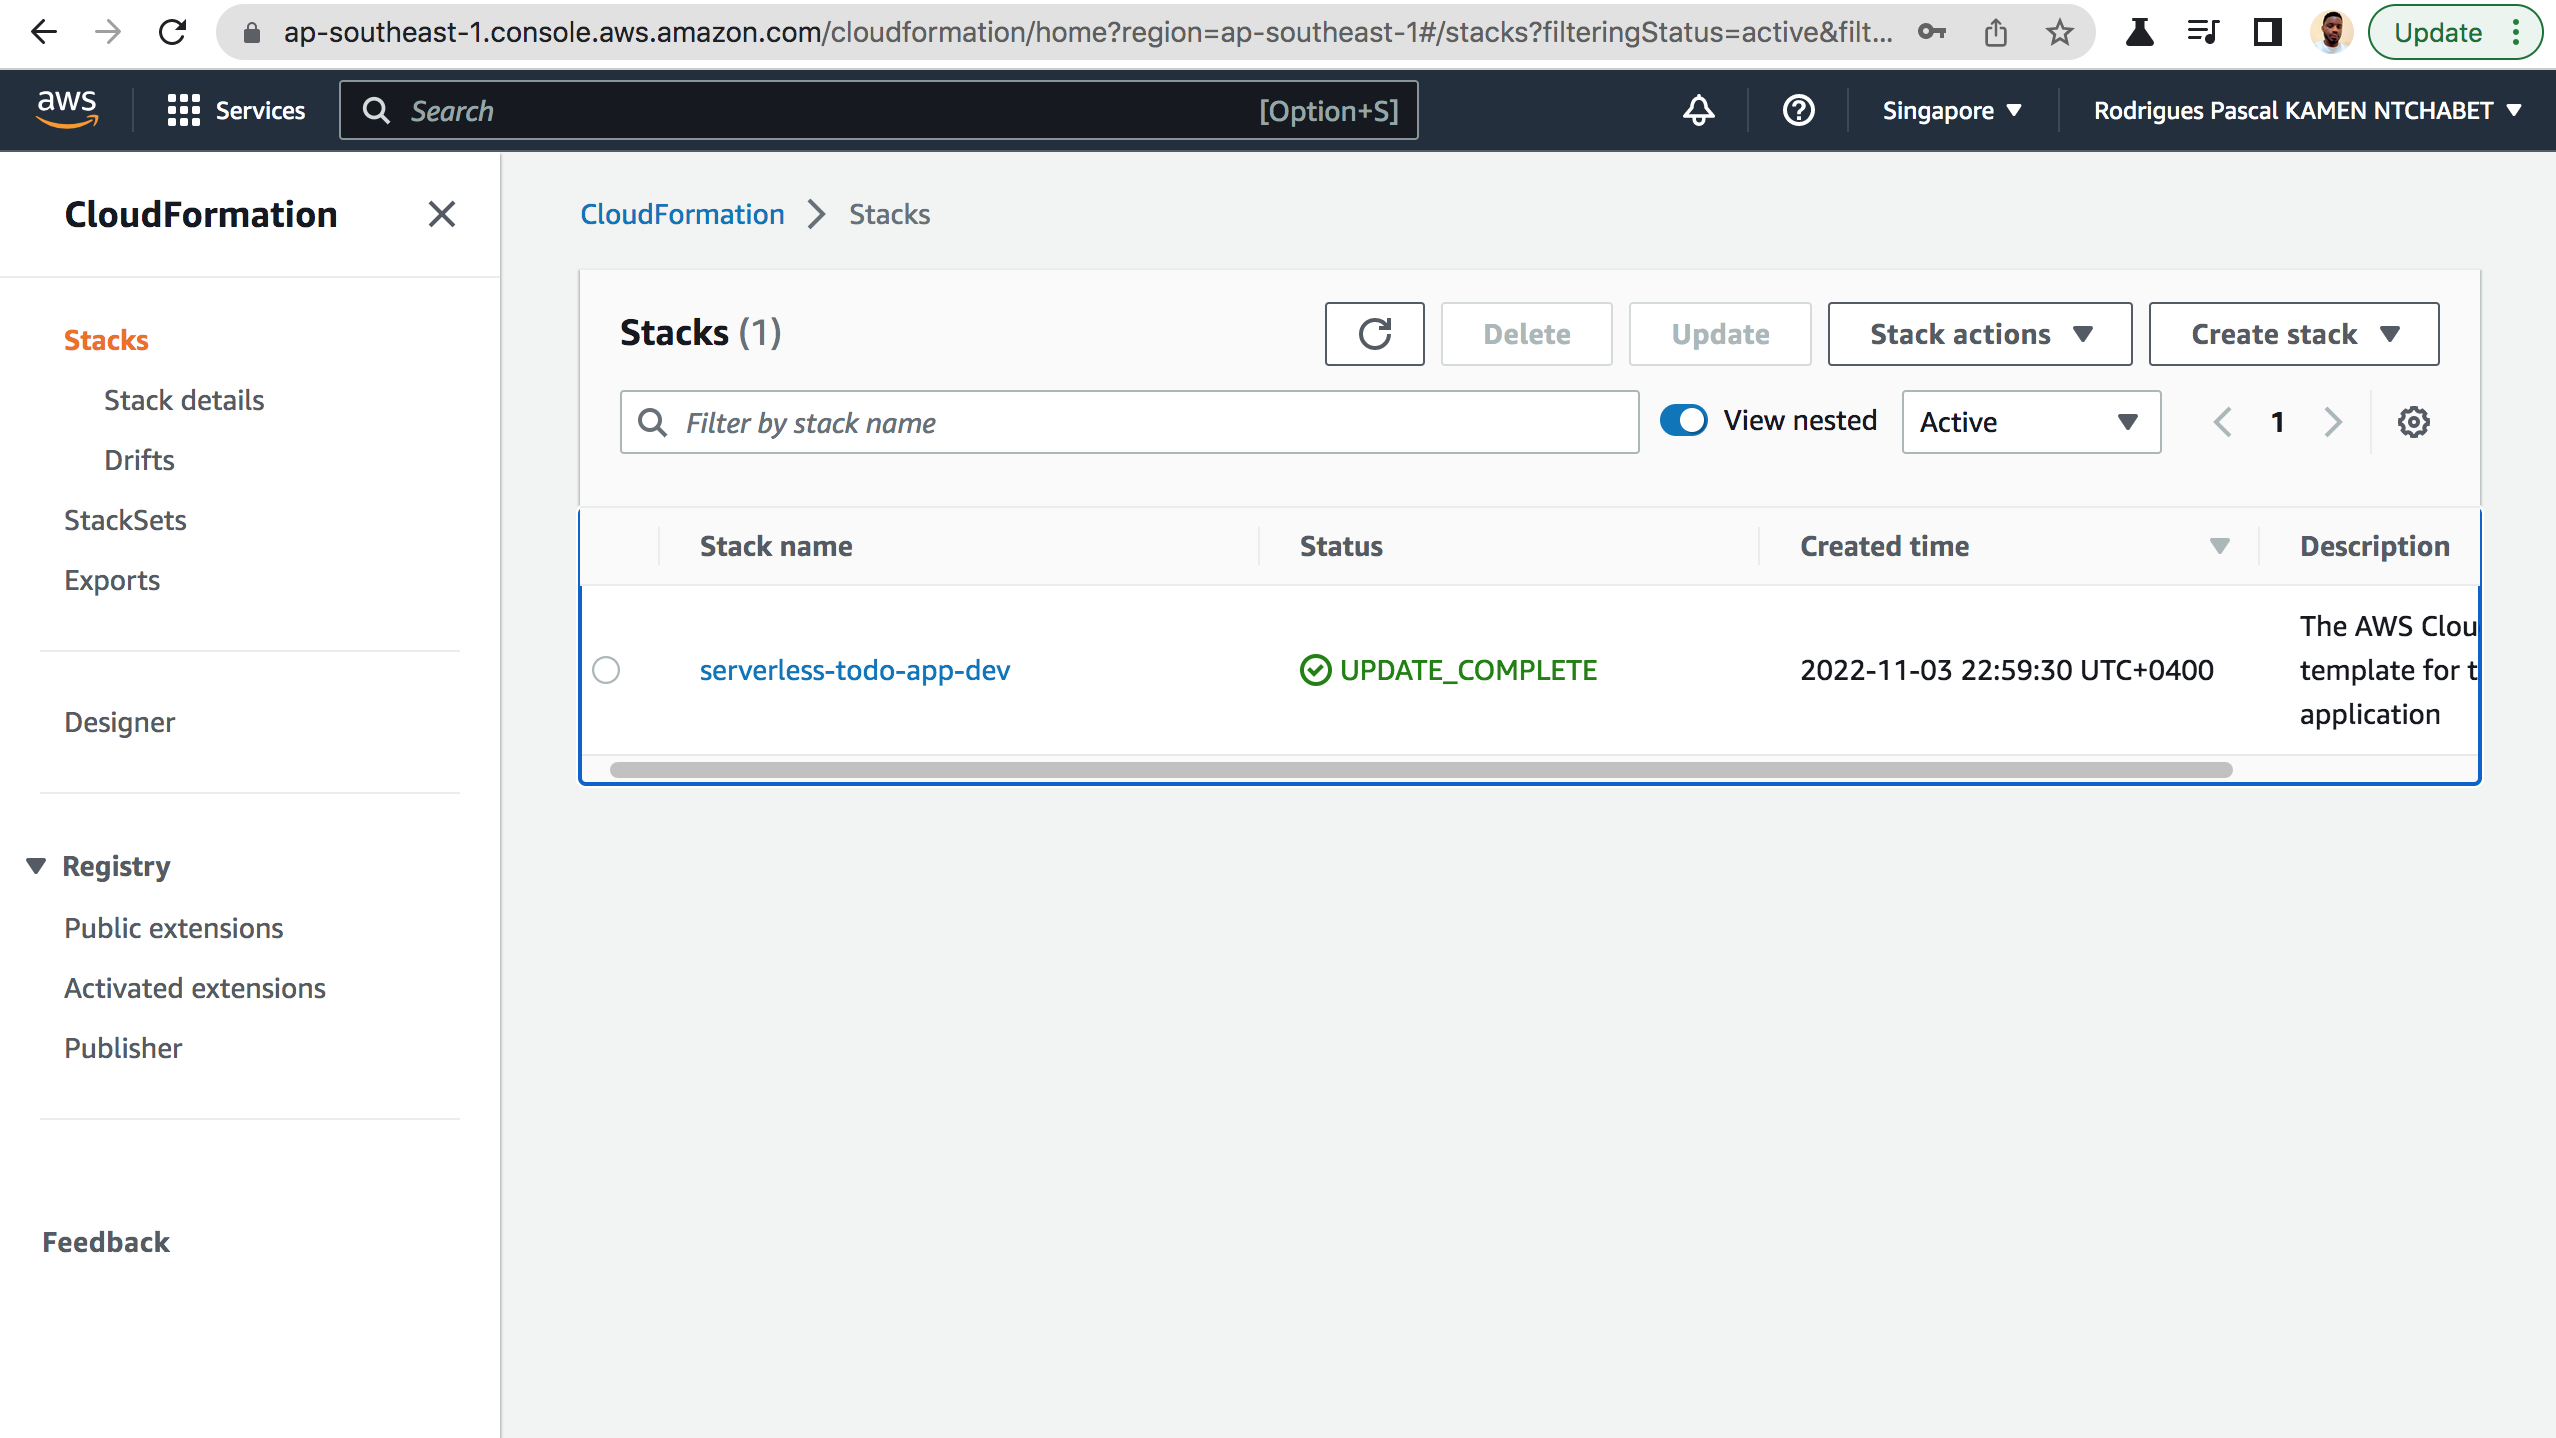 ap-southeast-1.console.aws.amazon.com/cloudformation/home?region=ap-southeast-1#/stacks?filteringStatus=active&filt...
Update
aws
Services
Search
[Option+S]
Singapore
Rodrigues Pascal KAMEN NTCHABET
CloudFormation
Stacks
Stack details
Drifts
StackSets
Exports
Designer
Registry
Public extensions
Activated extensions
Publisher
Feedback
CloudFormation
Stacks
Stacks (1)
Delete
Update
Stack actions
Create stack
Filter by stack name
View nested
Active
1
Stack name
Status
Created time
Description
serverless-todo-app-dev
UPDATE_COMPLETE
2022-11-03 22:59:30 UTC+0400
The AWS Clou
template for t
application